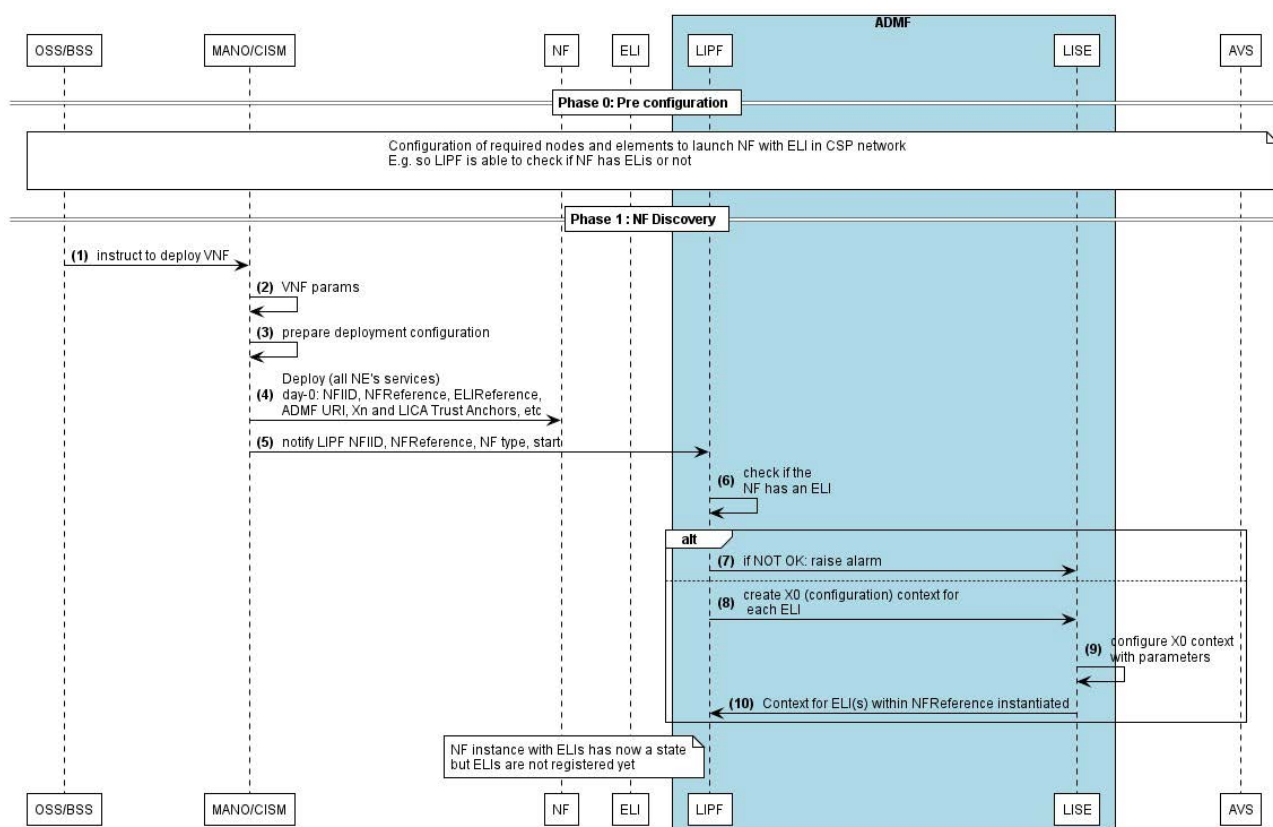 ADMF
OSS/BSS
MANO/CISM
NF
ELI
LIPF
LISE
AVS
Phase 0: Pre configuration
Configuration of required nodes and elements to launch NF with ELI in CSP network
E.g. so LIPF is able to check if NF has ELIs or not
Phase 1 : NF Discovery
(1) instruct to deploy VNF
(2) VNF params
(3) prepare deployment configuration
Deploy (all NE's services)
(4) day-0: NFIID, NFReference, ELIReference,
ADMF URI, Xn and LICA Trust Anchors, etc
(5) notify LIPF NFIID, NFReference, NF type, start
check if the
(6) NF has an ELI
alt
(7) if NOT OK: raise alarm
create X0 (configuration) context for
(8) each ELI
configure X0 context
(9) with parameters
(10) Context for ELI(s) within NFReference instantiated
NF instance with ELIs has now a state
but ELIs are not registered yet
OSS/BSS
MANO/CISM
NF
ELI
LIPF
LISE
AVS